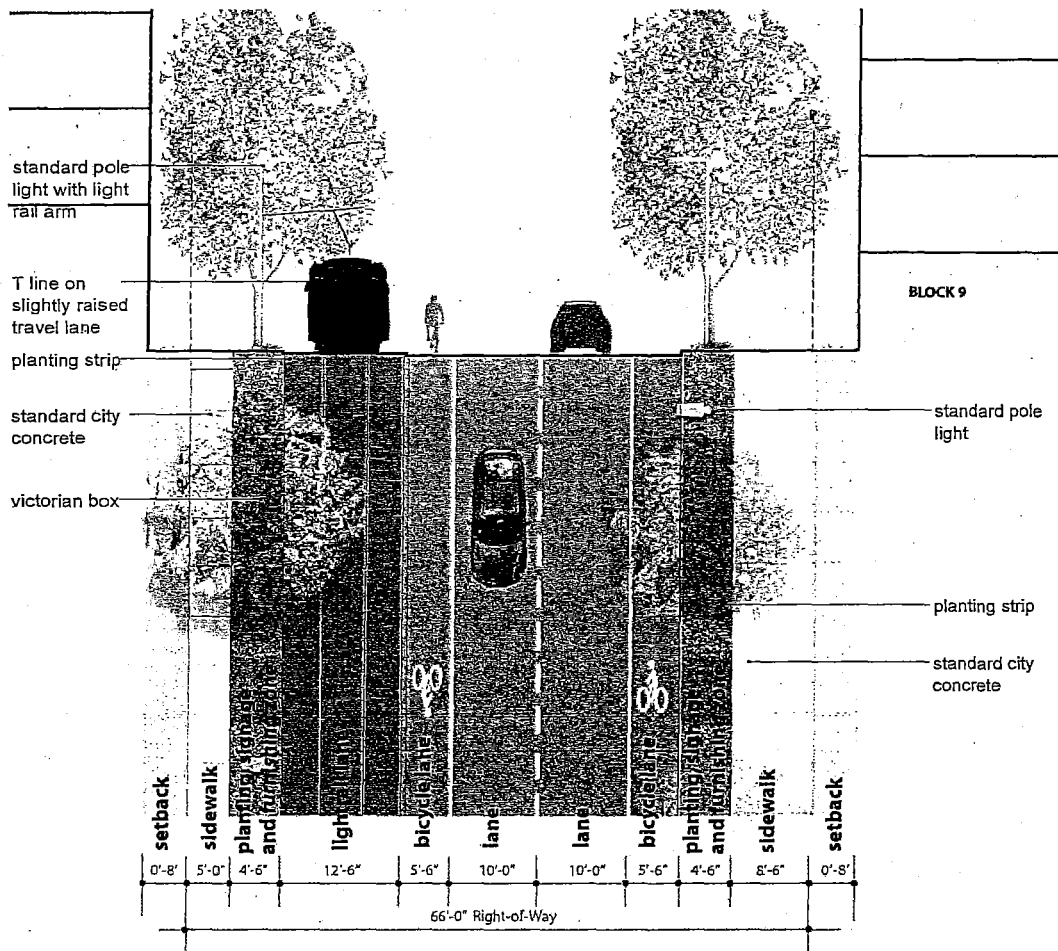 standard pole
light with light
rail arm
T line on
slightly raised
travel lane
planting strip
standard city
concrete
victorian box
BLOCK 9
standard pole
light
planting strip
standard city
concrete
setback
sidewalk
planting/signage
and furnishing zone
light rail (T line)
bicycle lane
lane
lane
bicycle lane
planting/signage
and furnishing zone
sidewalk
setback
0'-8' 5'-0" 4'-6" 12'-6" 5'-6" 10'-0" 10'-0" 5'-6" 4'-6" 8'-6" 0'-8'
66'-0" Right-of-Way